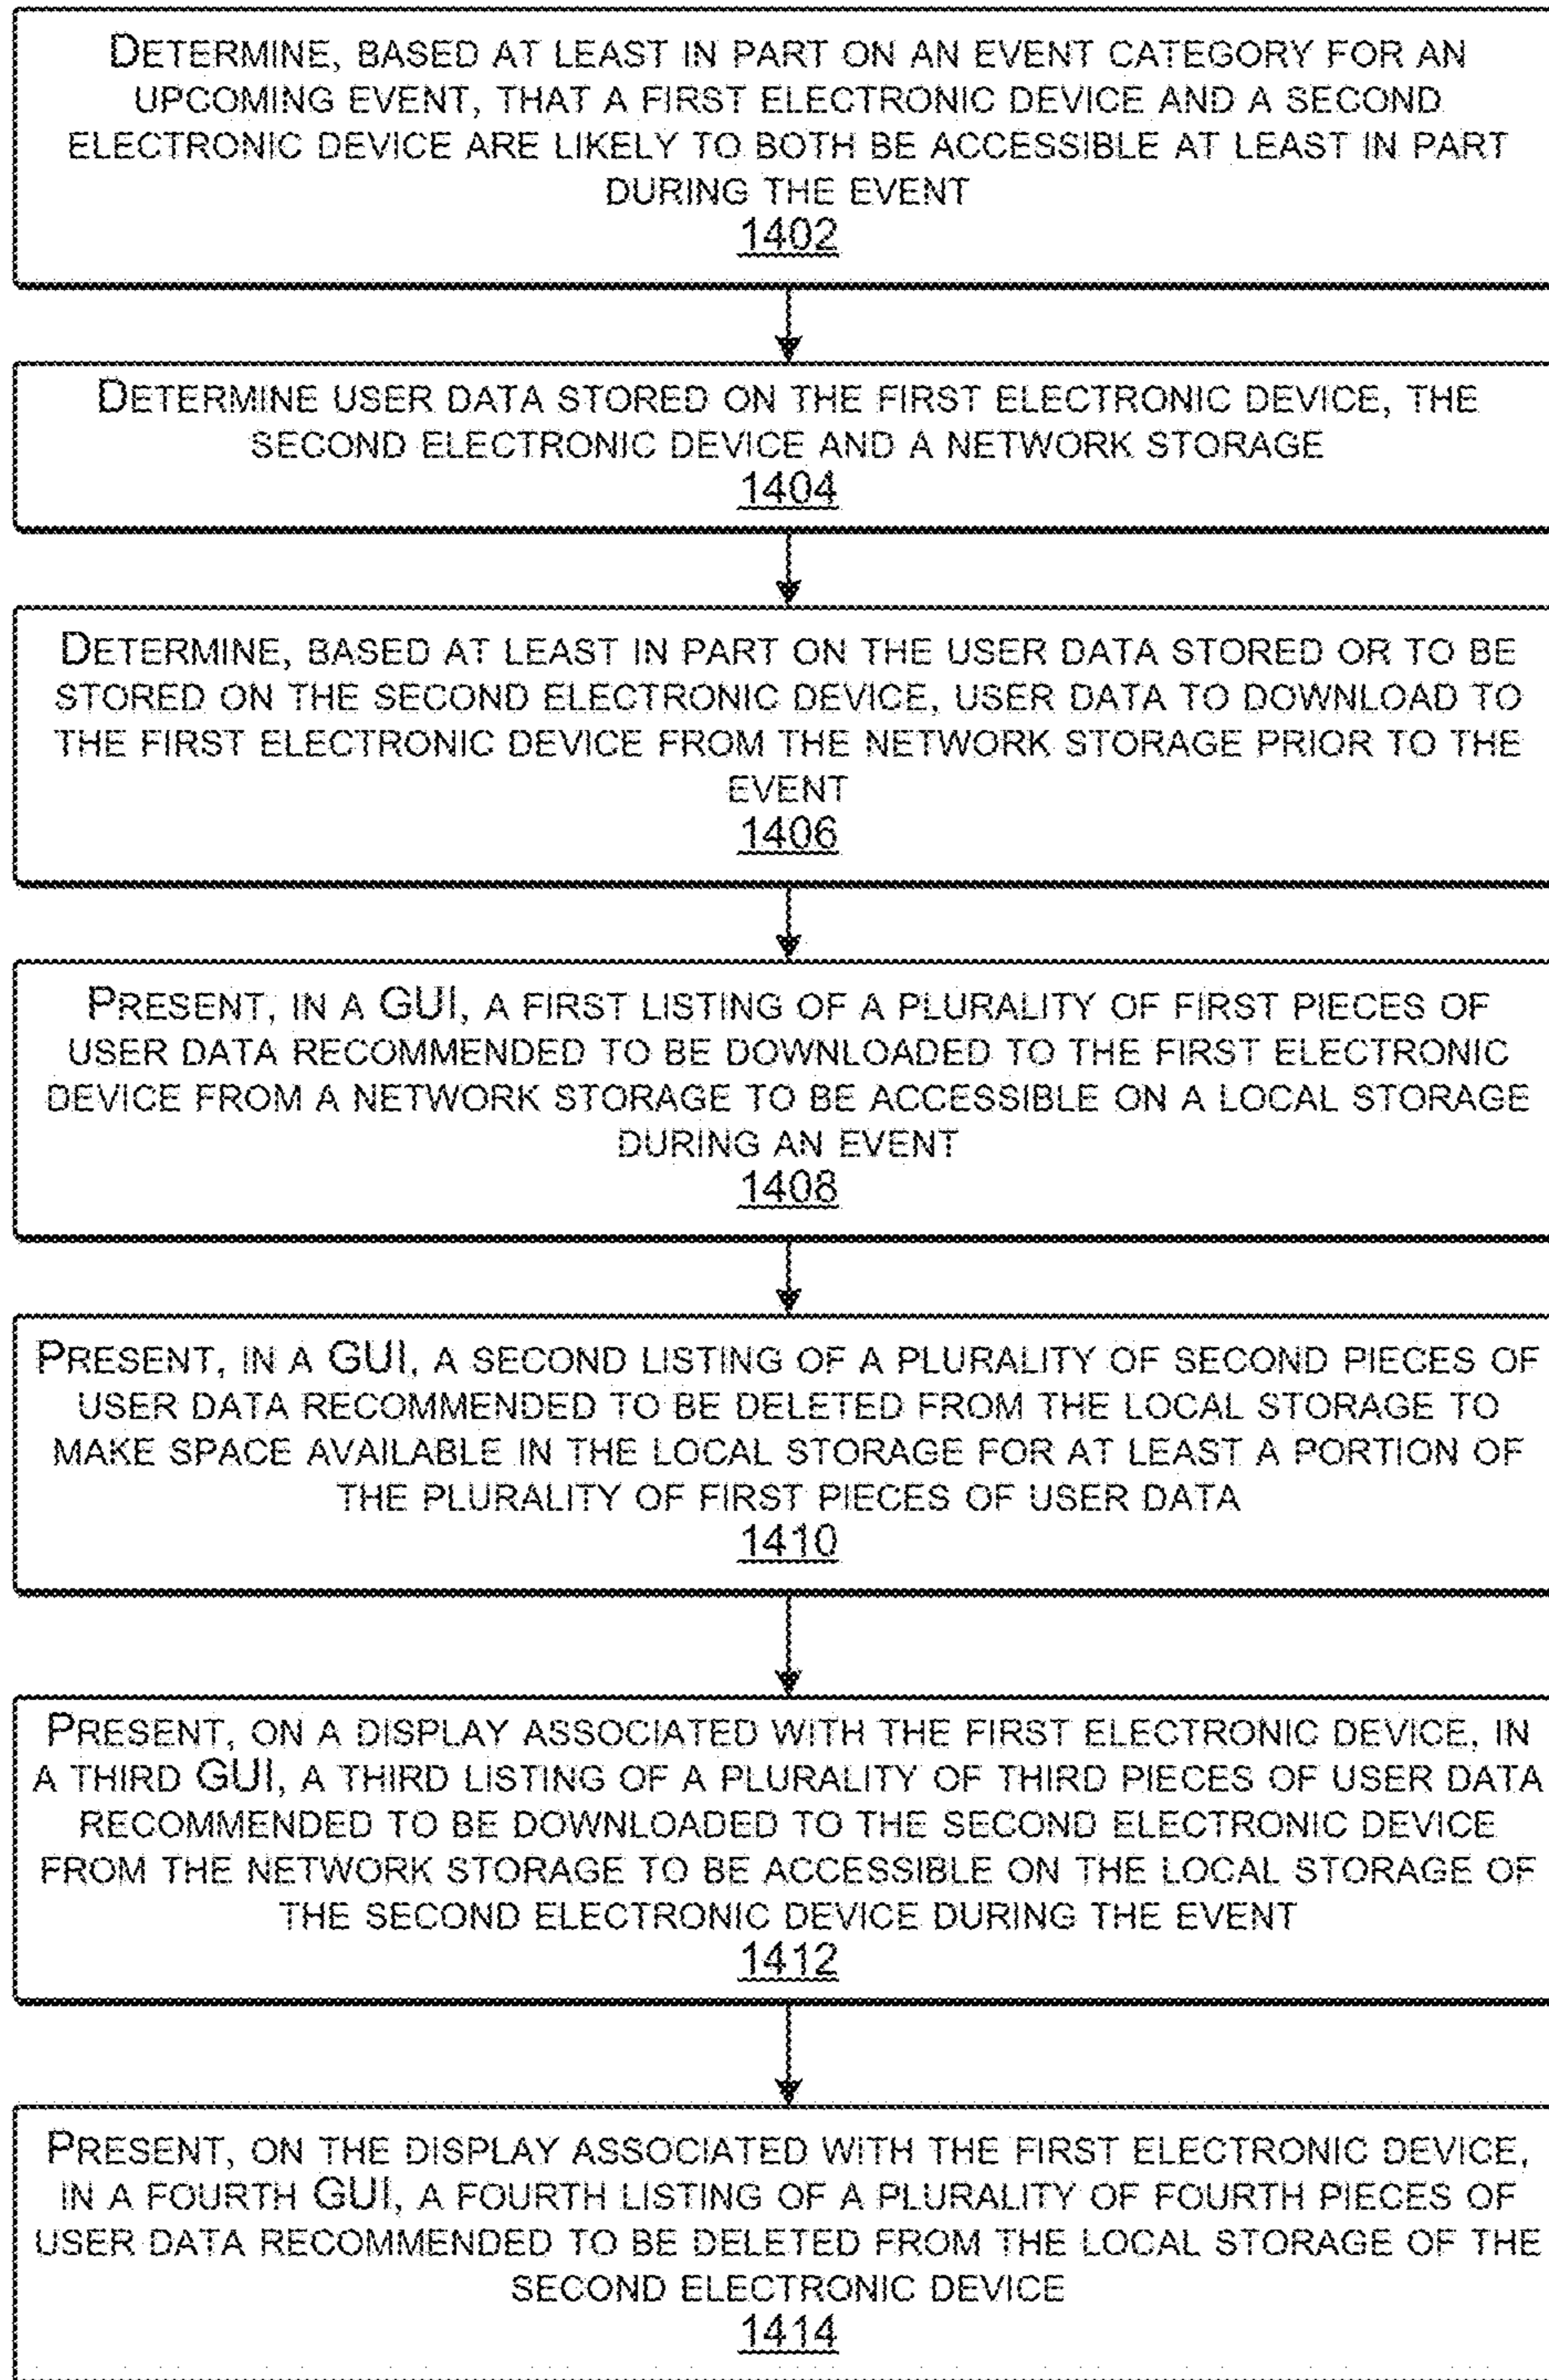 DETERMINE, BASED AT LEAST IN PART ON AN EVENT CATEGORY FOR AN
UPCOMING EVENT, THAT A FIRST ELECTRONIC DEVICE AND A SECOND
ELECTRONIC DEVICE ARE LIKELY TO BOTH BE ACCESSIBLE AT LEAST IN PART
DURING THE EVENT
1402
DETERMINE USER DATA STORED ON THE FIRST ELECTRONIC DEVICE, THE
SECOND ELECTRONIC DEVICE AND A NETWORK STORAGE
1404
DETERMINE, BASED AT LEAST IN PART ON THE USER DATA STORED OR TO BE
STORED ON THE SECOND ELECTRONIC DEVICE, USER DATA TO DOWNLOAD TO
THE FIRST ELECTRONIC DEVICE FROM THE NETWORK STORAGE PRIOR TO THE
EVENT
1406
PRESENT, IN A GUI, A FIRST LISTING OF A PLURALITY OF FIRST PIECES OF
USER DATA RECOMMENDED TO BE DOWNLOADED TO THE FIRST ELECTRONIC
DEVICE FROM A NETWORK STORAGE TO BE ACCESSIBLE ON A LOCAL STORAGE
DURING AN EVENT
1408
PRESENT, IN A GUI, A SECOND LISTING OF A PLURALITY OF SECOND PIECES OF
USER DATA RECOMMENDED TO BE DELETED FROM THE LOCAL STORAGE TO
MAKE SPACE AVAILABLE IN THE LOCAL STORAGE FOR AT LEAST A PORTION OF
THE PLURALITY OF FIRST PIECES OF USER DATA
1410
PRESENT, ON A DISPLAY ASSOCIATED WITH THE FIRST ELECTRONIC DEVICE, IN
A THIRD GUI, A THIRD LISTING OF A PLURALITY OF THIRD PIECES OF USER DATA
RECOMMENDED TO BE DOWNLOADED TO THE SECOND ELECTRONIC DEVICE
FROM THE NETWORK STORAGE TO BE ACCESSIBLE ON THE LOCAL STORAGE OF
THE SECOND ELECTRONIC DEVICE DURING THE EVENT
1412
PRESENT, ON THE DISPLAY ASSOCIATED WITH THE FIRST ELECTRONIC DEVICE,
IN A FOURTH GUI, A FOURTH LISTING OF A PLURALITY OF FOURTH PIECES OF
USER DATA RECOMMENDED TO BE DELETED FROM THE LOCAL STORAGE OF THE
SECOND ELECTRONIC DEVICE
1414